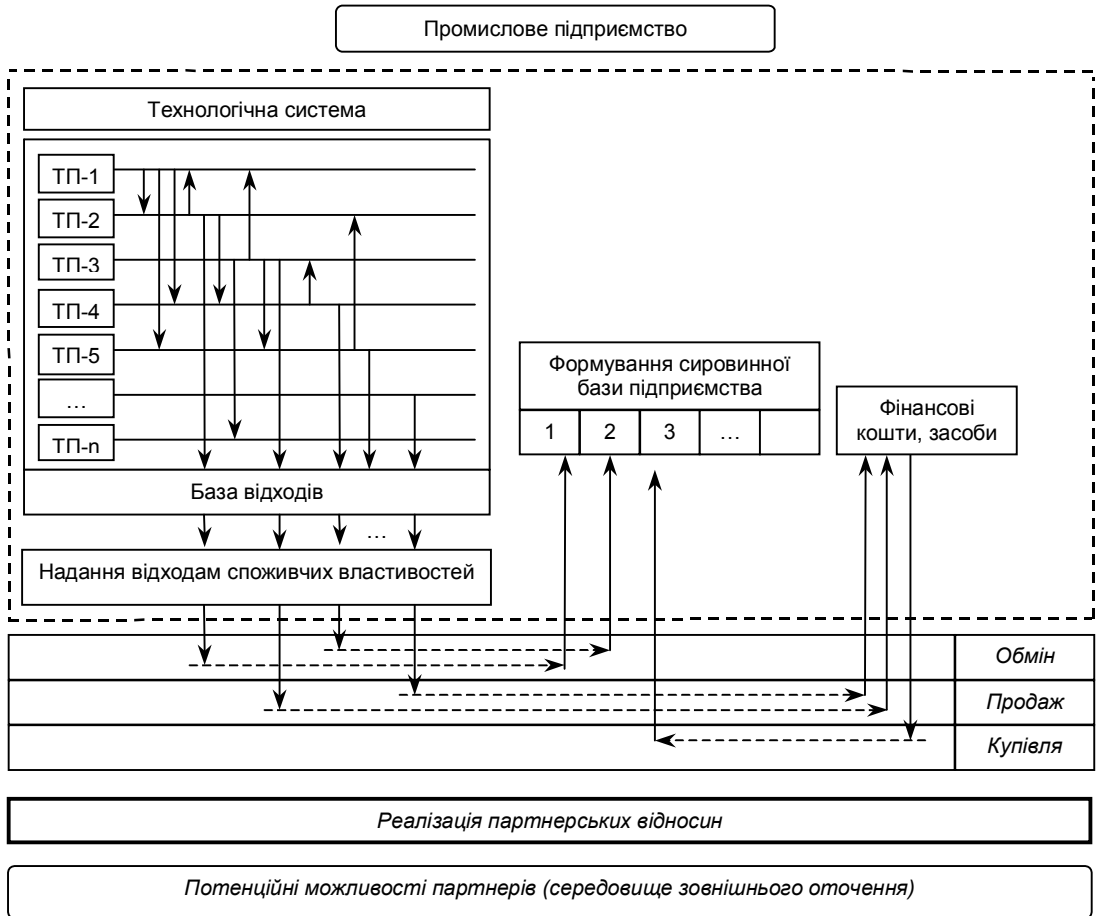 Промислове підприємство
Технологічна система
ТП-1
ТП-2
ТП-3
ТП-4
ТП-5
…
ТП-n
База відходів
…
Надання відходам споживчих властивостей
Формування сировинної
бази підприємства
1 2 3 …
Фінансові
кошти, засоби
Обмін
Продаж
Купівля
Реалізація партнерських відносин
Потенційні можливості партнерів (середовище зовнішнього оточення)